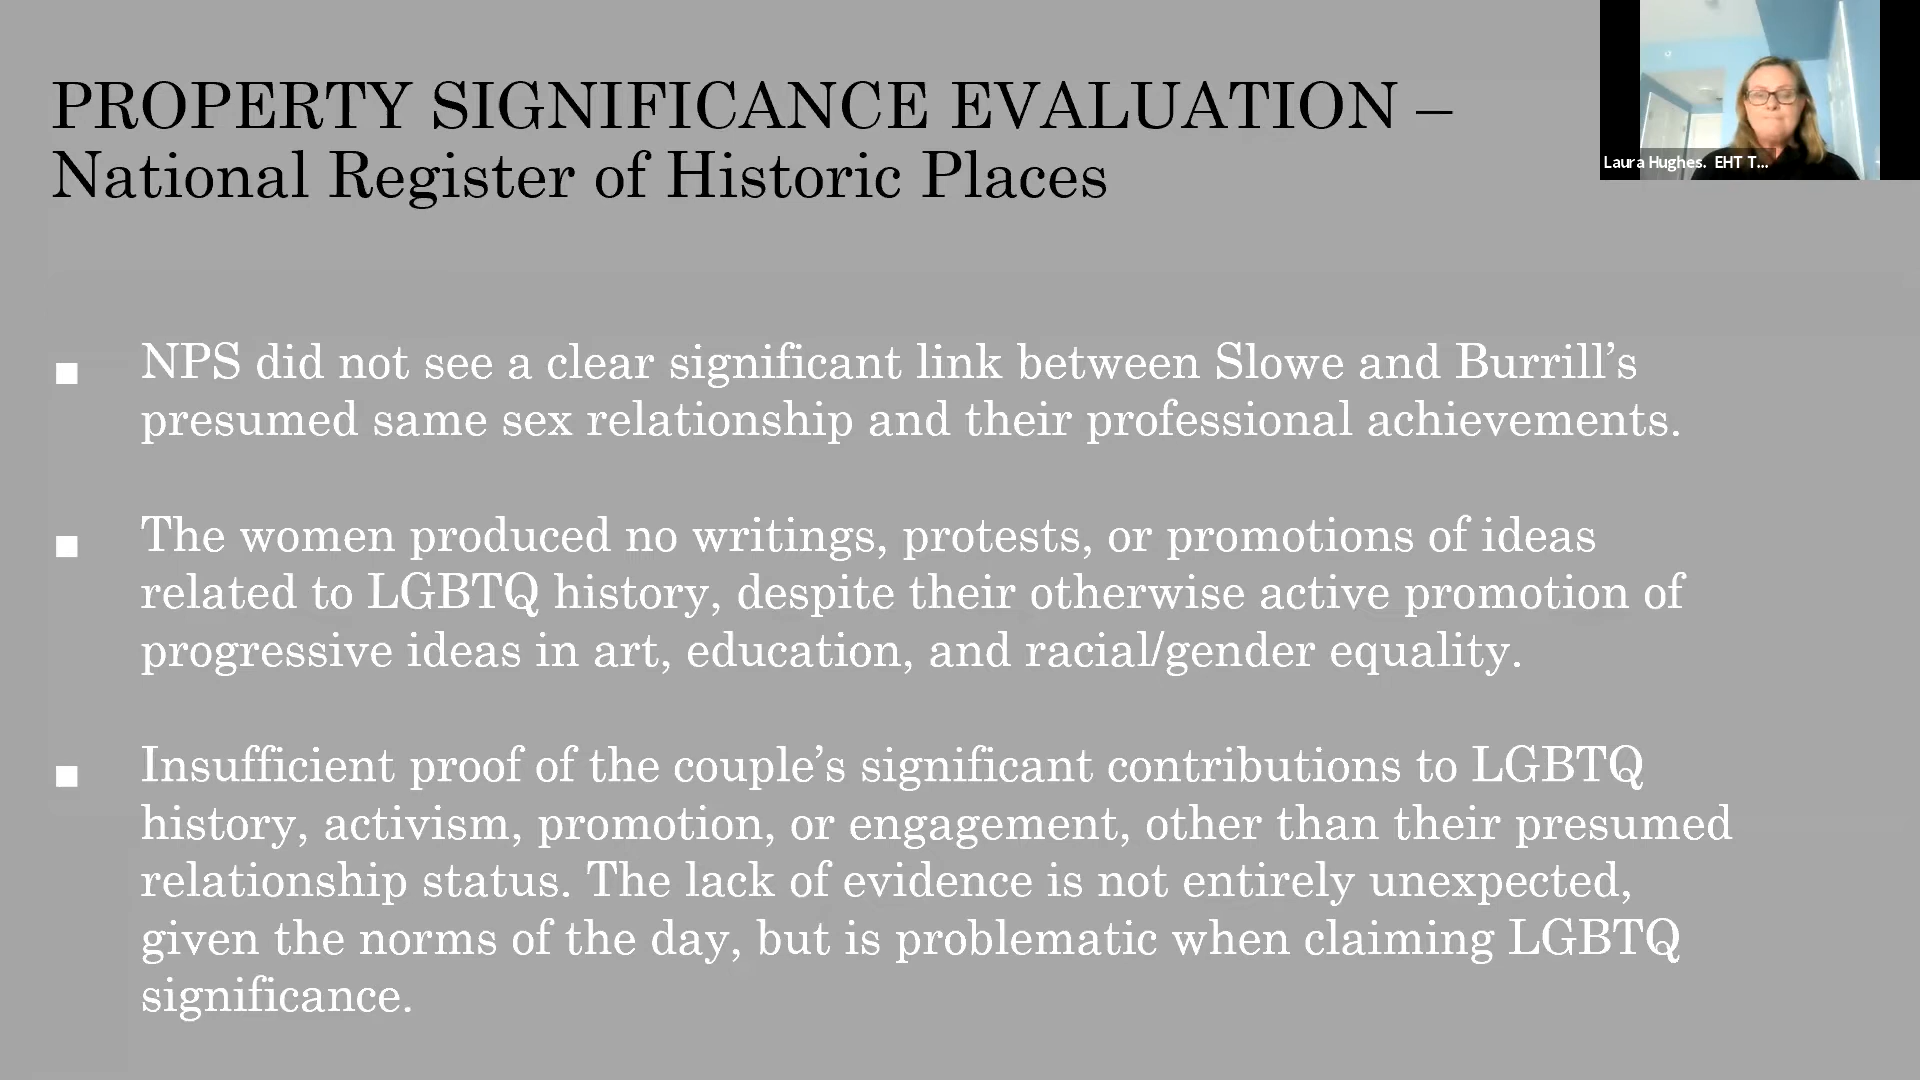 PROPERTY SIGNIFICANCE EVALUATION –
National Register of Historic Places
Laura Hughes. EHT T...
NPS did not see a clear significant link between Slowe and Burrill’s
presumed same sex relationship and their professional achievements.
The women produced no writings, protests, or promotions of ideas
related to LGBTQ history, despite their otherwise active promotion of
progressive ideas in art, education, and racial/gender equality.
Insufficient proof of the couple’s significant contributions to LGBTQ
history, activism, promotion, or engagement, other than their presumed
relationship status. The lack of evidence is not entirely unexpected,
given the norms of the day, but is problematic when claiming LGBTQ
significance.